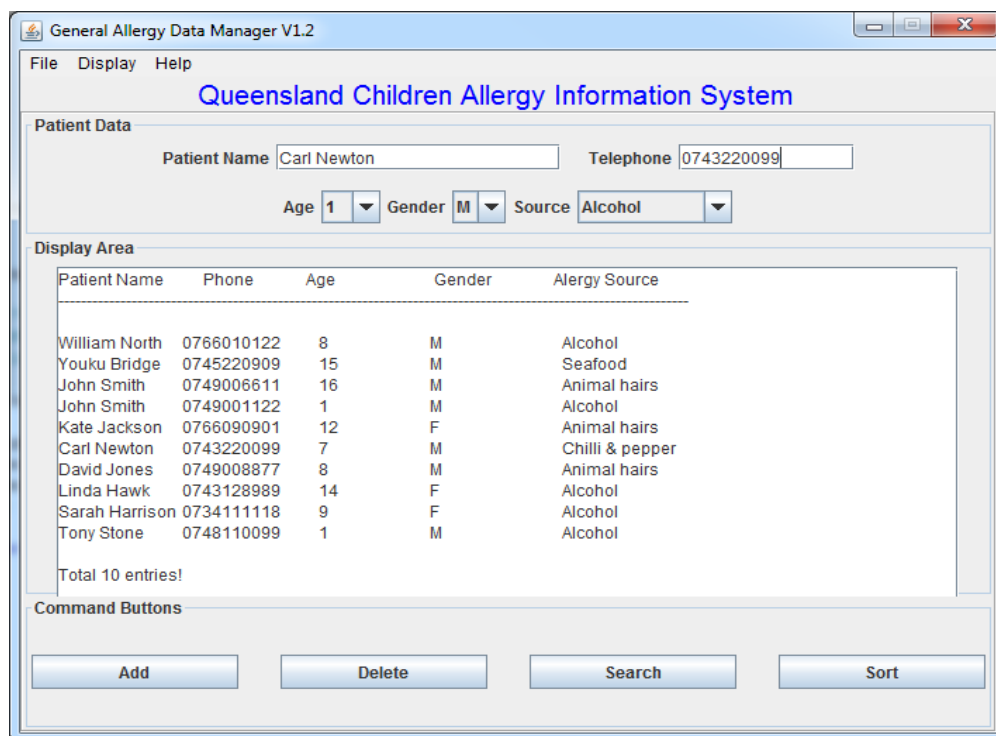 General Allergy Data Manager V1.2
File Display Help
Queensland Children Allergy Information System
Patient Data
Patient Name Carl Newton Telephone 0743220099
Age 1 Gender M Source Alcohol
Display Area
Patient Name Phone Age Gender Alergy Source
--------------------------------------------------------------------------------
William North 0766010122 8 M Alcohol
Youku Bridge 0745220909 15 M Seafood
John Smith 0749006611 16 M Animal hairs
John Smith 0749001122 1 M Alcohol
Kate Jackson 0766090901 12 F Animal hairs
Carl Newton 0743220099 7 M Chilli & pepper
David Jones 0749008877 8 M Animal hairs
Linda Hawk 0743128989 14 F Alcohol
Sarah Harrison 0734111118 9 F Alcohol
Tony Stone 0748110099 1 M Alcohol
Total 10 entries!
Command Buttons
Add Delete Search Sort